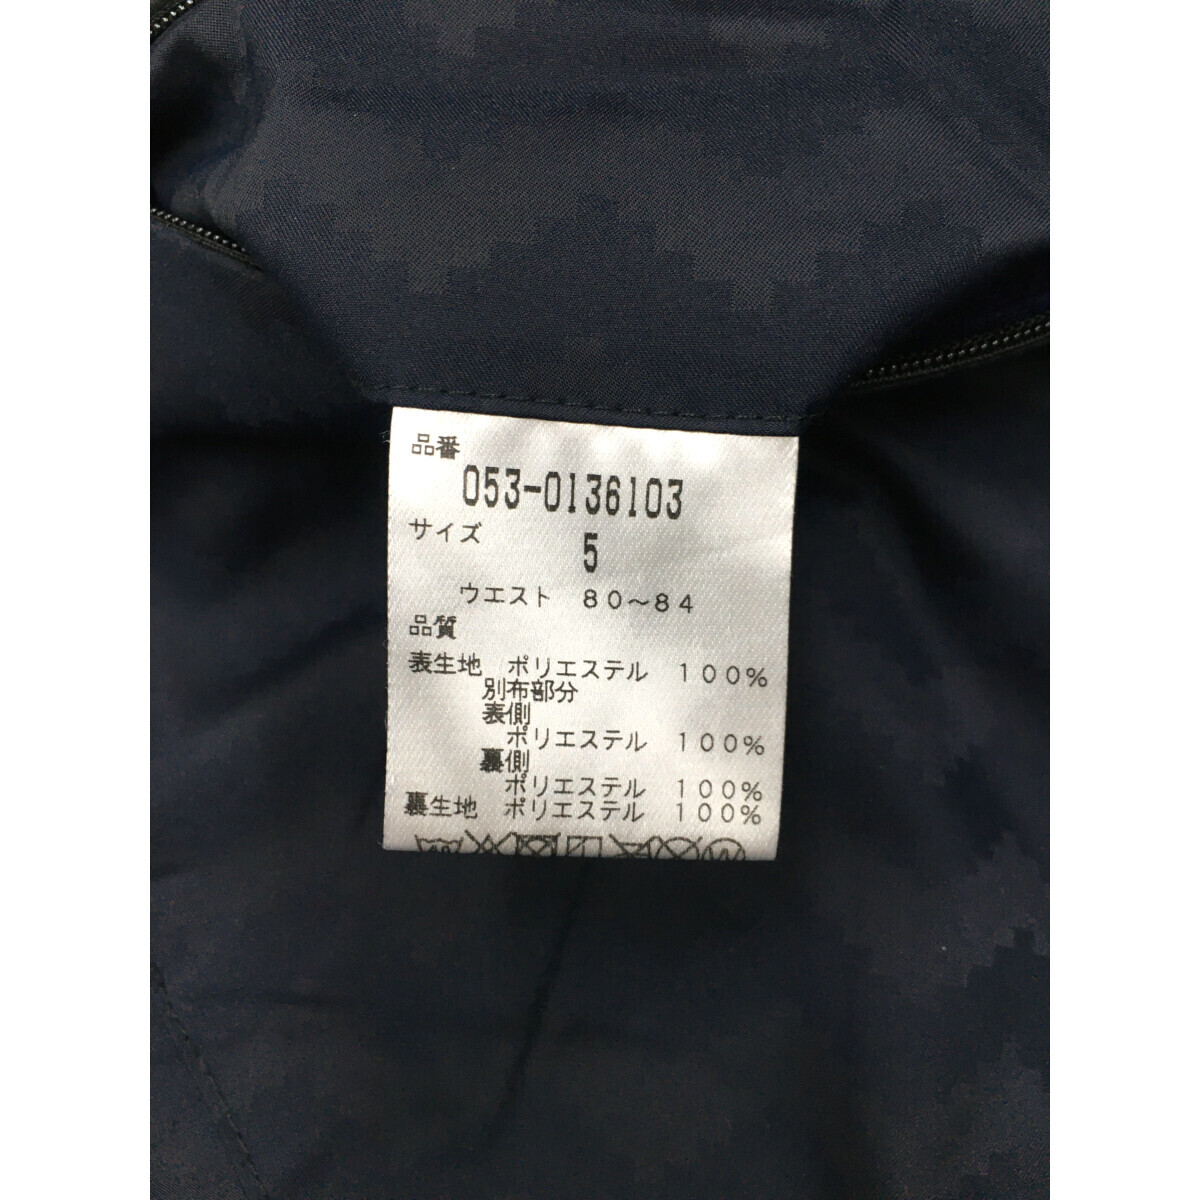 品番
053-0136103
サイズ 5
ウエスト 80～84
品質
表生地 ポリエステル 100%
別布部分
表側
ポリエステル 100%
裏側
ポリエステル 100%
裏生地 ポリエステル 100%